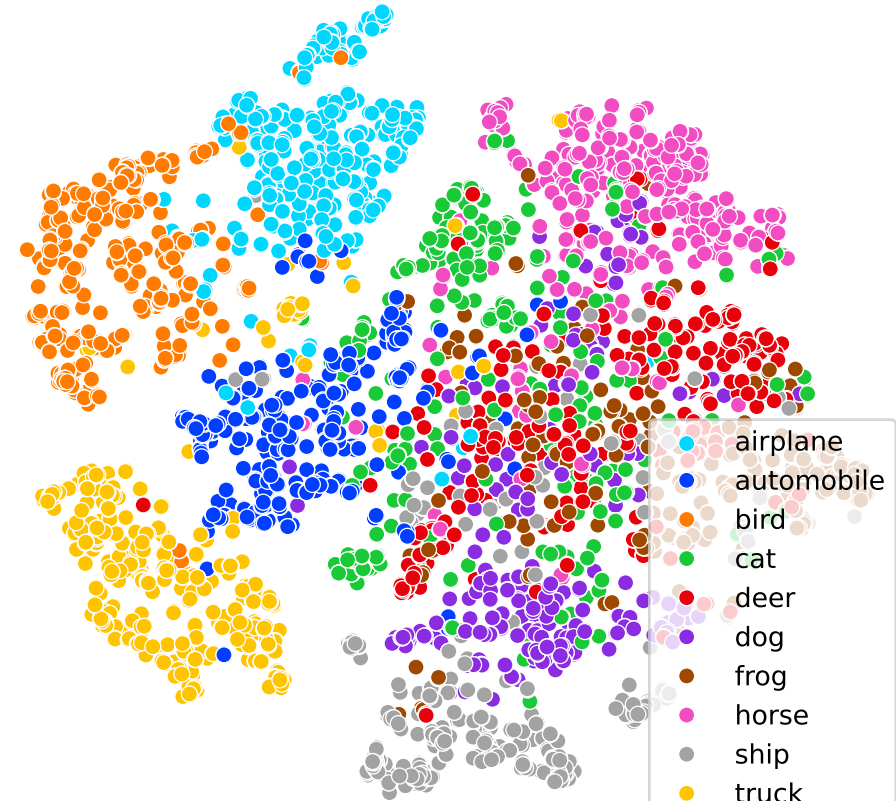 airplane
automobile
bird
cat
deer
dog
frog
horse
ship
truck